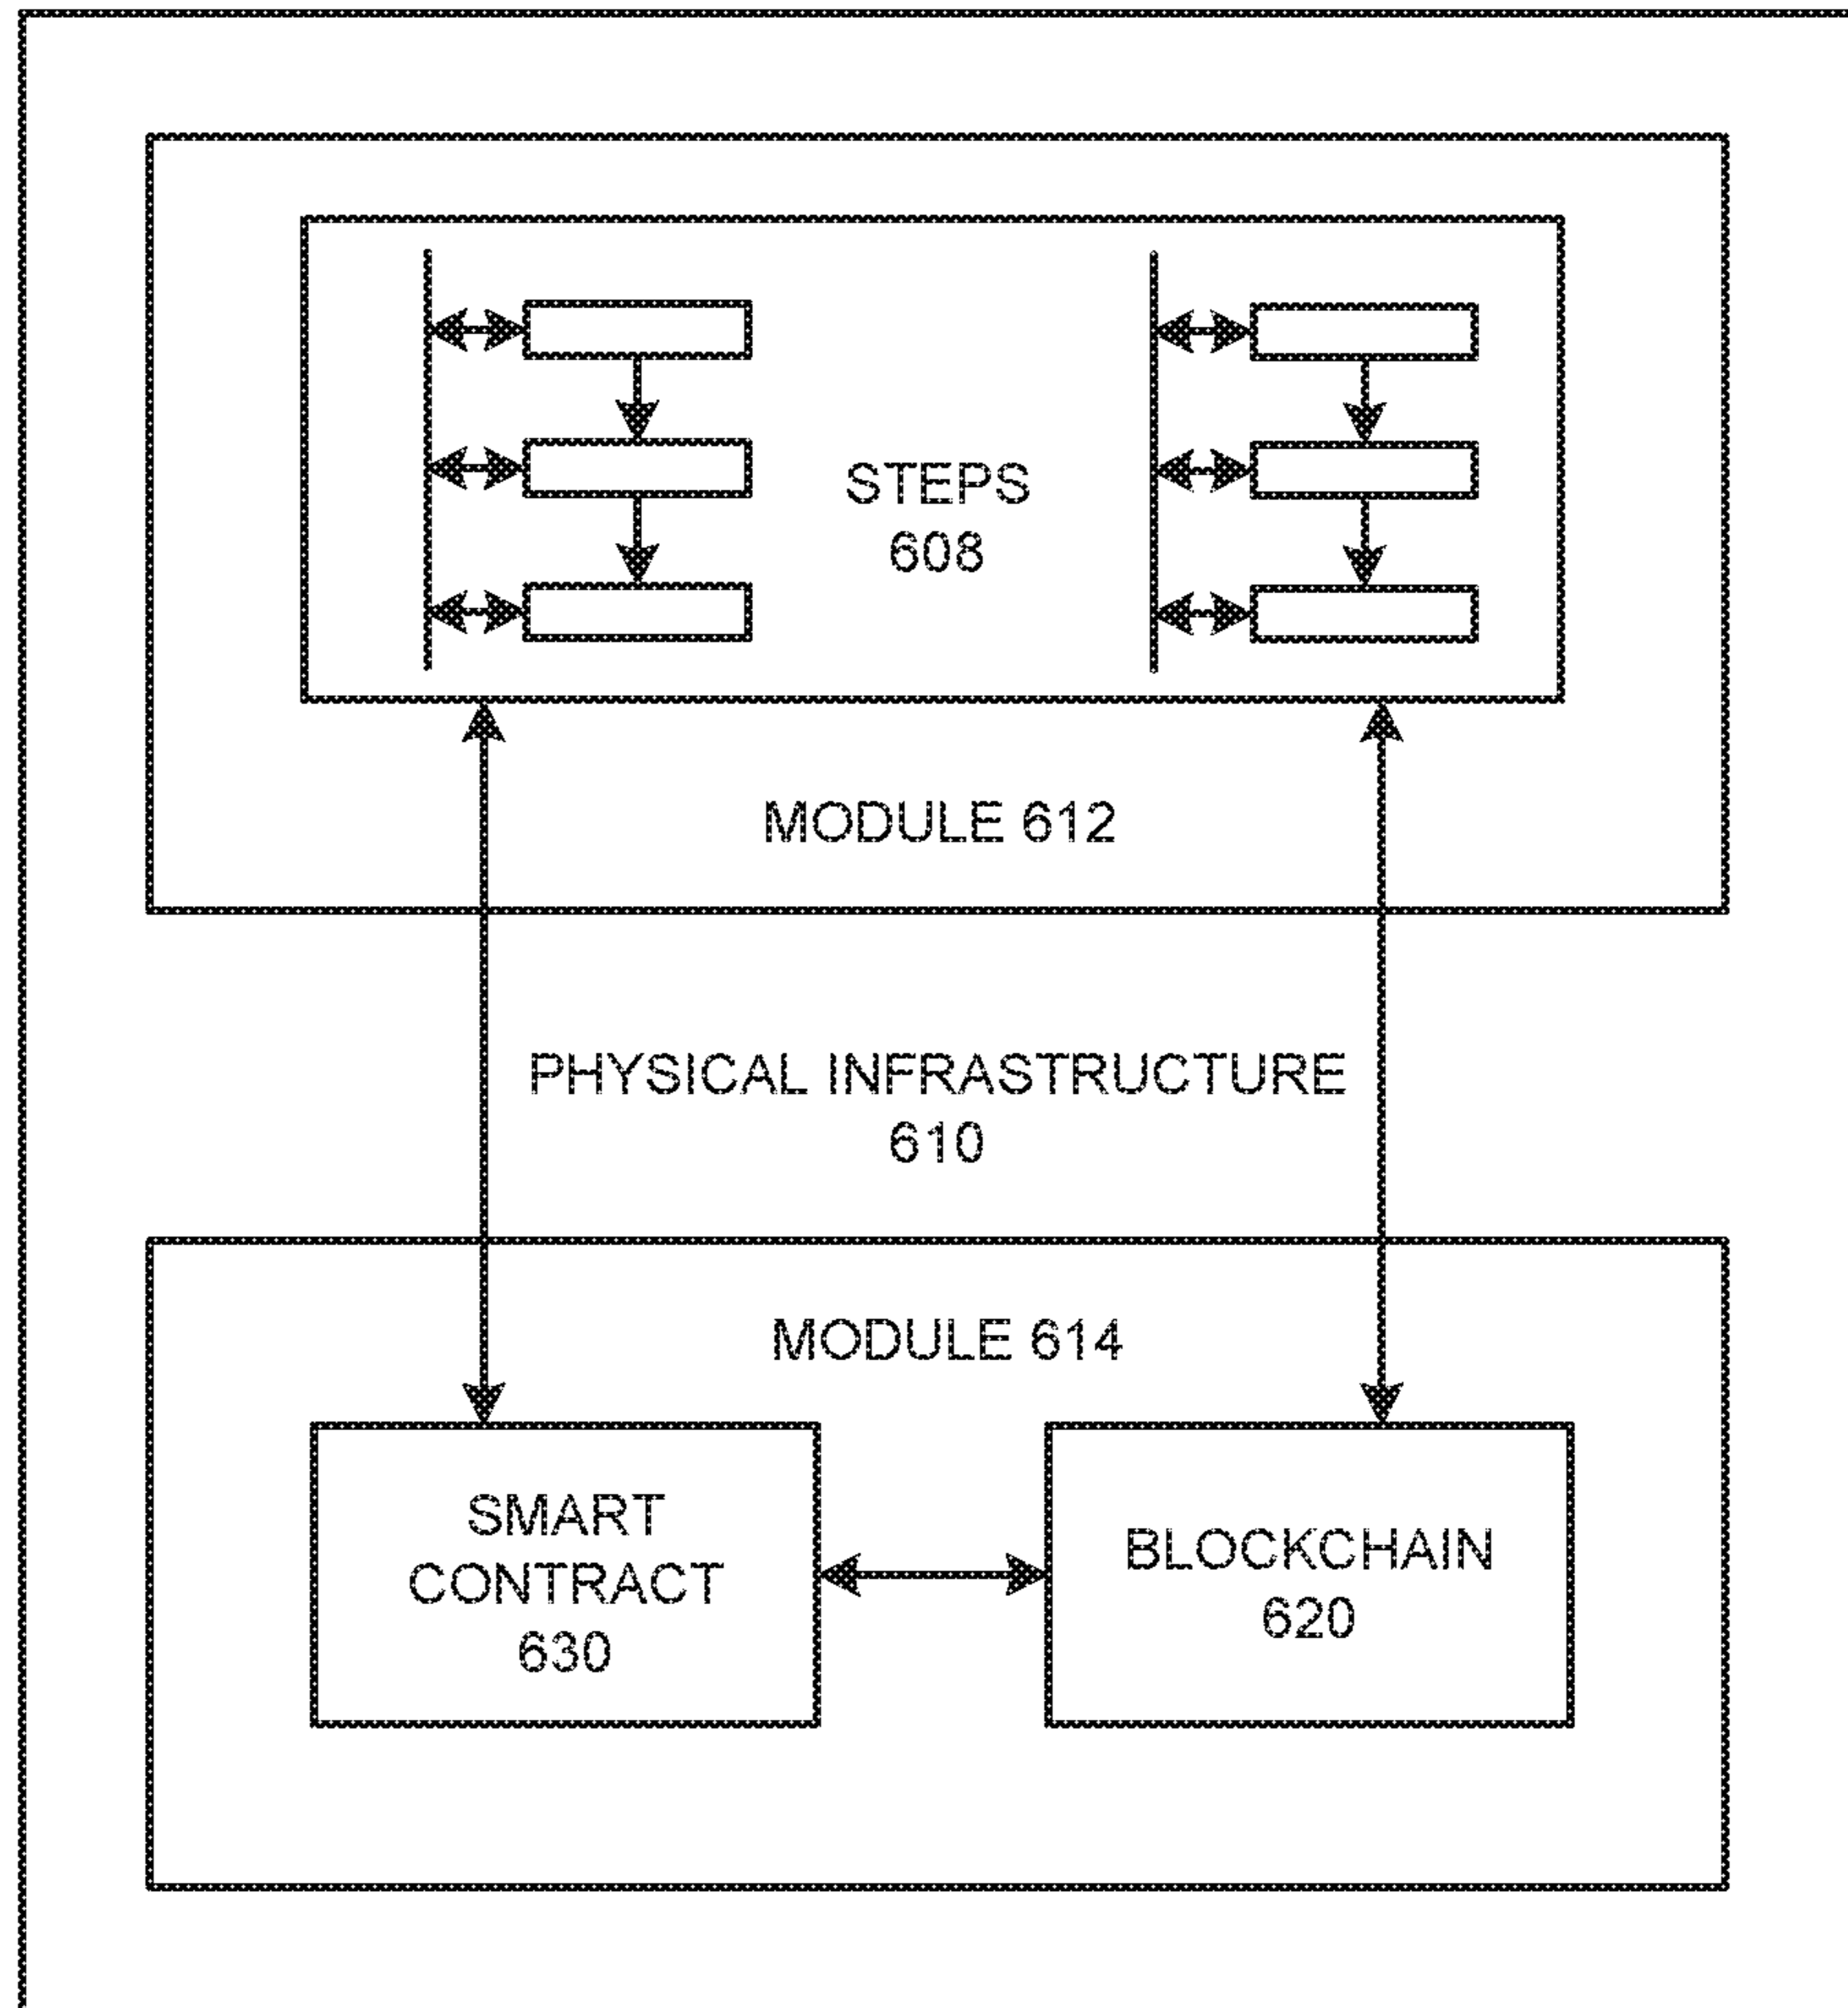 STEPS
608
MODULE 612
PHYSICAL INFRASTRUCTURE
610
MODULE 614
SMART
CONTRACT
630
BLOCKCHAIN
620